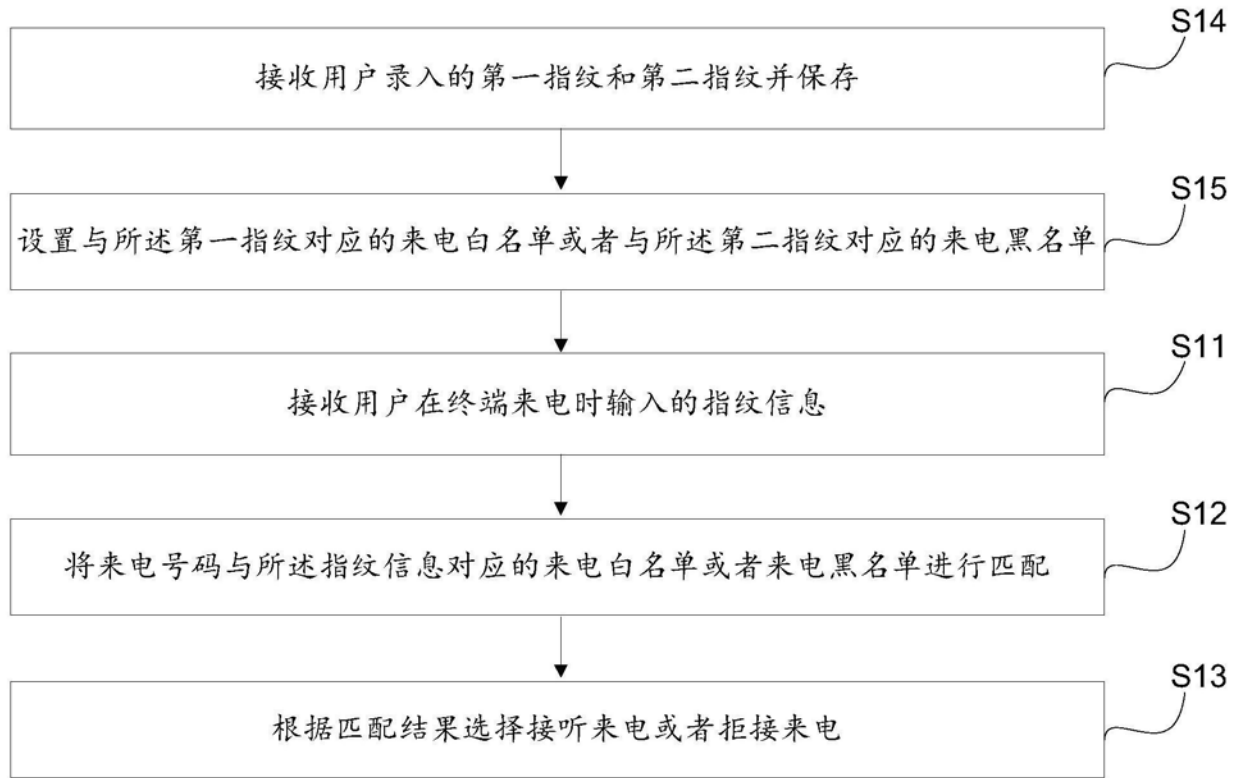 S14
接收用户录入的第一指纹和第二指纹并保存
S15
设置与所述第一指纹对应的来电白名单或者与所述第二指纹对应的来电黑名单
S11
接收用户在终端来电时输入的指纹信息
S12
将来电号码与所述指纹信息对应的来电白名单或者来电黑名单进行匹配
S13
根据匹配结果选择接听来电或者拒接来电